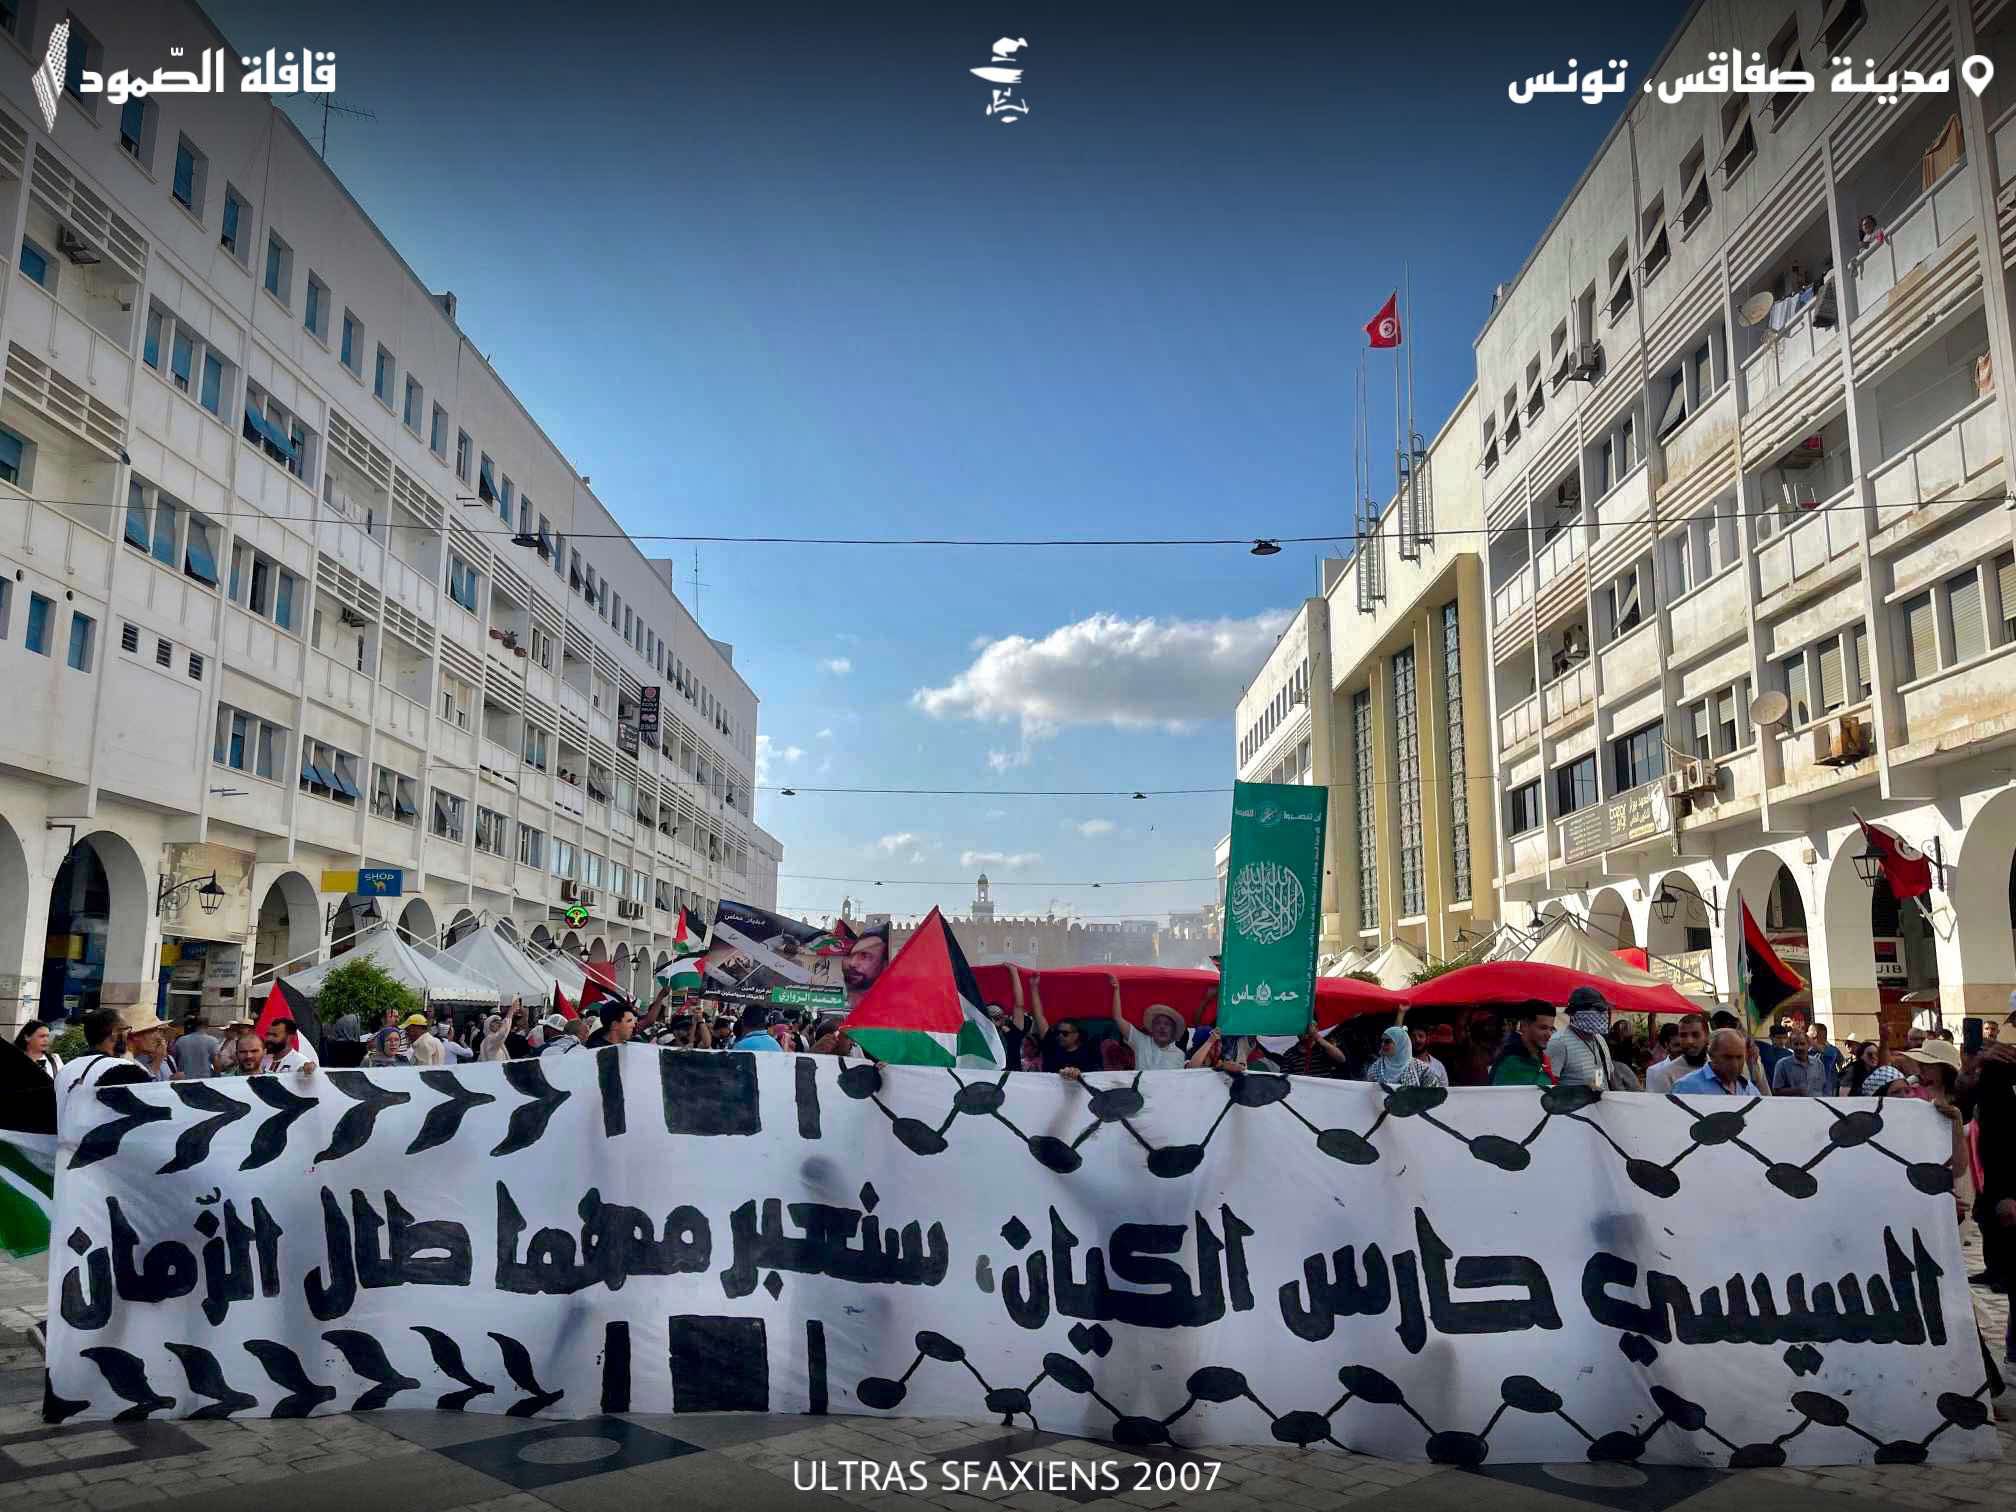 مدينة صفاقس، تونس
قافلة الصّمود
SHOP
محمد الزواري
حمـاس
السيسي حارس الكيان، سنعبر مهما طال الزّمان
ULTRAS SFAXIENS 2007